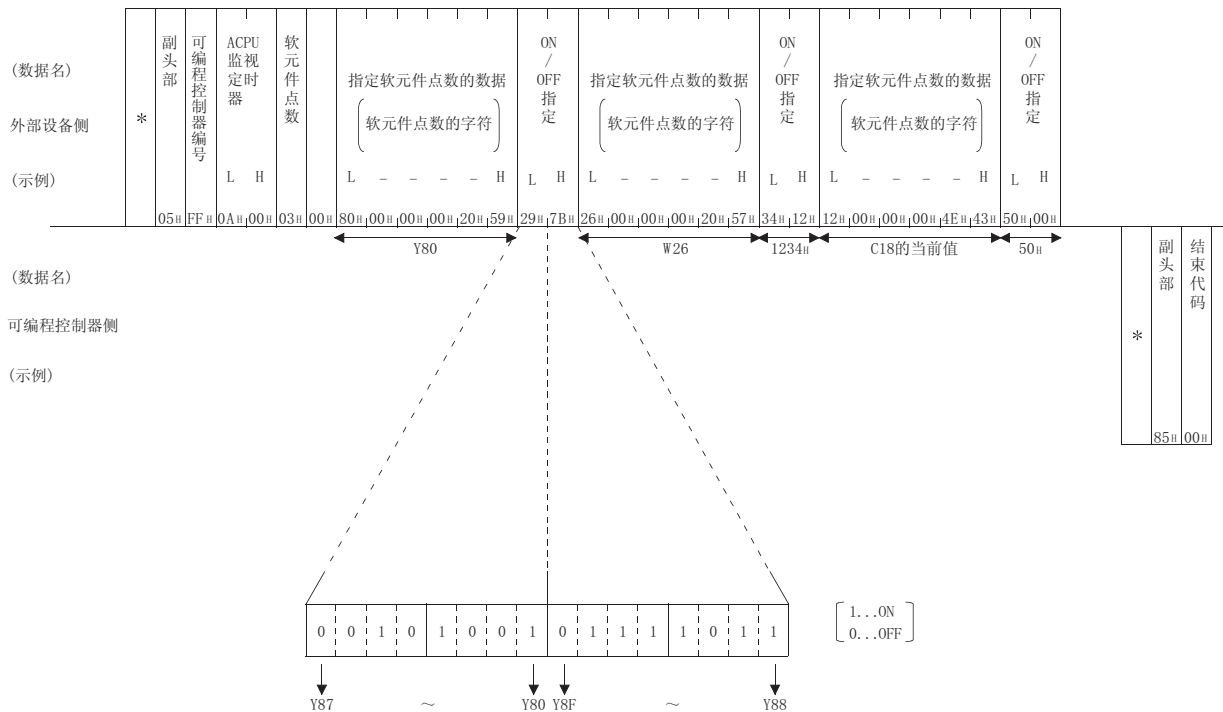 (数据名)
外部设备侧
(示例)
*
副头部
可编程控制器编号
ACPU监视时定器
L H
软元件点数
指定软元件点数的数据
软元件点数的字符
L - - - - H
ON/OFF指定
L H
指定软元件点数的数据
软元件点数的字符
L - - - - H
ON/OFF指定
L H
指定软元件点数的数据
软元件点数的字符
L - - - - H
ON/OFF指定
L H
05H FFH 0AH 00H 03H 00H 80H 00H 00H 00H 20H 59H 29H 7BH 26H 00H 00H 00H 20H 57H 34H 12H 12H 00H 00H 00H 4EH 43H 50H 00H
Y80 W26 1234H C18的当前值 50H
(数据名)
可编程控制器侧
(示例)
*
副头部
结束代码
85H 00H
0 0 1 0 1 0 0 1 0 1 1 1 1 0 1 1
1...ON
0...OFF
Y87 ～ Y80 Y8F ～ Y88